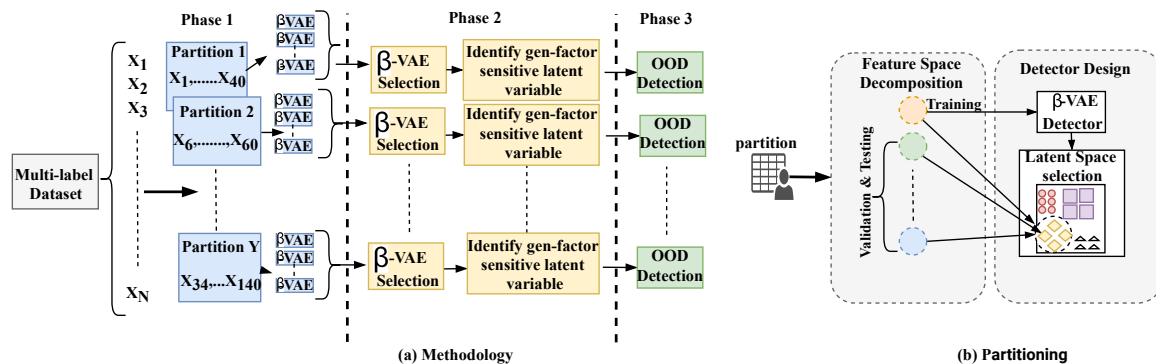 Phase 1
Phase 2
Phase 3
Multi-label
Dataset
X1
X2
X3
XN
Partition 1
X1,......X40
Partition 2
X6,.......,X60
Partition Y
X34,...X140
βVAE
βVAE
βVAE
βVAE
βVAE
βVAE
βVAE
βVAE
βVAE
β-VAE
Selection
Identify gen-factor
sensitive latent
variable
OOD
Detection
β-VAE
Selection
Identify gen-factor
sensitive latent
variable
OOD
Detection
β-VAE
Selection
Identify gen-factor
sensitive latent
variable
OOD
Detection
(a) Methodology
partition
Feature Space
Decomposition
Training
Validation & Testing
Detector Design
β-VAE
Detector
Latent Space
selection
(b) Partitioning